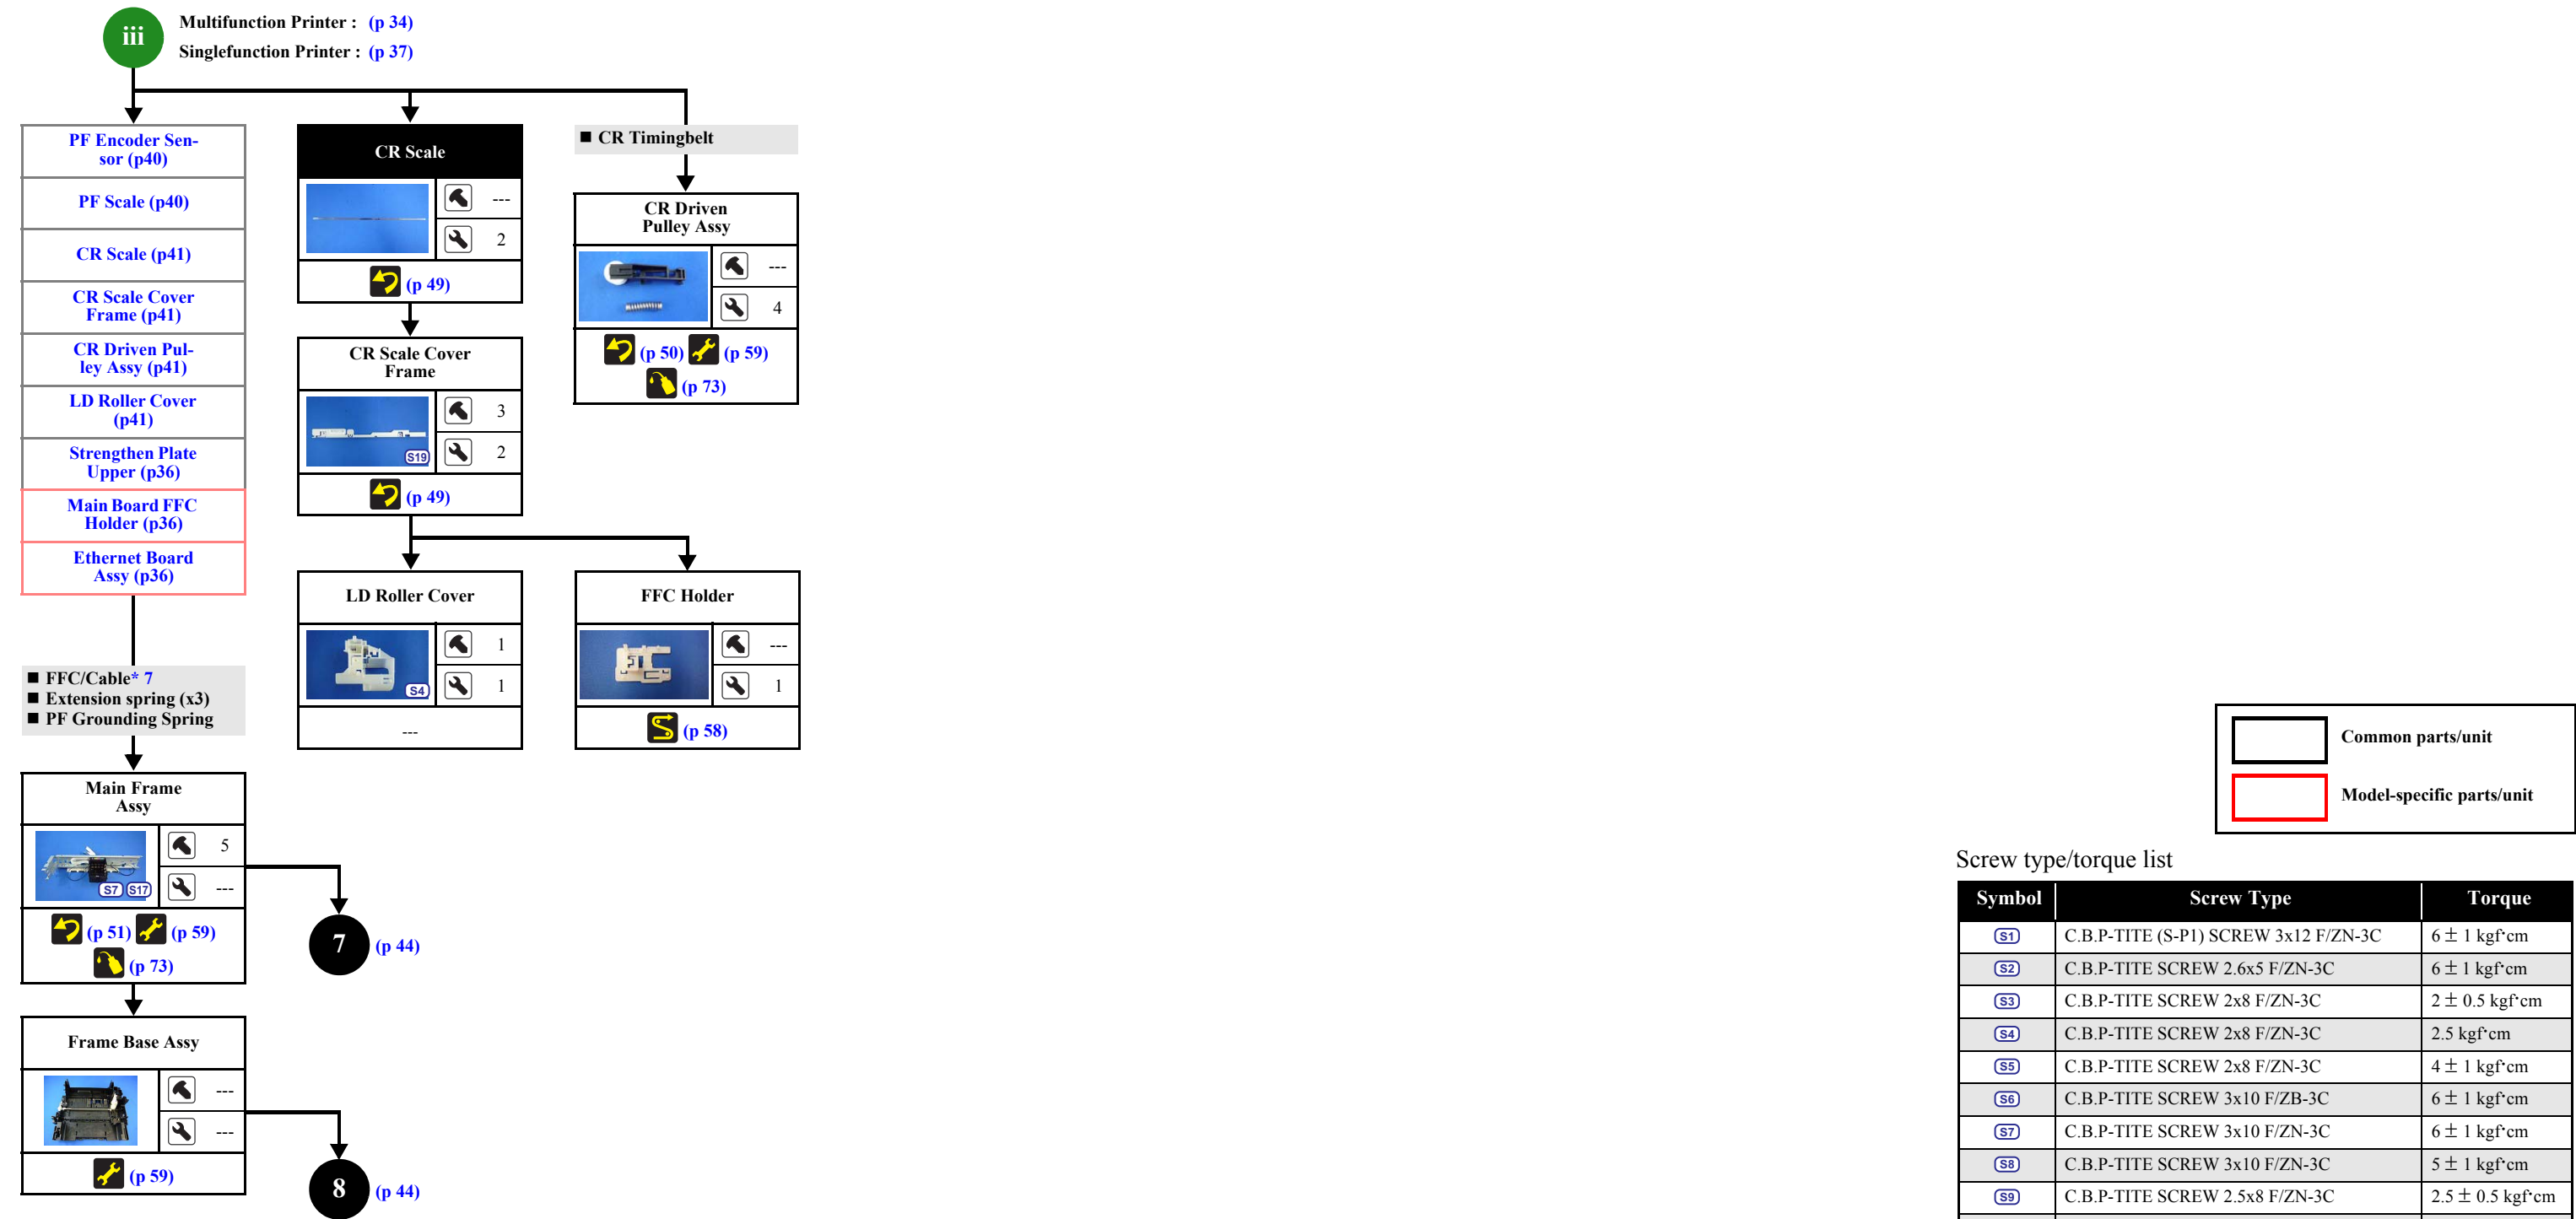 iii
Multifunction Printer : (p 34)
Singlefunction Printer : (p 37)
PF Encoder Sen-
sor (p40)
PF Scale (p40)
CR Scale (p41)
CR Scale Cover
Frame (p41)
CR Driven Pul-
ley Assy (p41)
LD Roller Cover
(p41)
Strengthen Plate
Upper (p36)
Main Board FFC
Holder (p36)
Ethernet Board
Assy (p36)
■ FFC/Cable* 7
■ Extension spring (x3)
■ PF Grounding Spring
Main Frame
Assy
S7 S17
5
---
(p 51) (p 59)
(p 73)
7 (p 44)
Frame Base Assy
---
---
(p 59)
8 (p 44)
CR Scale
---
2
(p 49)
CR Scale Cover
Frame
S19
3
2
(p 49)
LD Roller Cover
S4
1
1
---
FFC Holder
---
1
(p 58)
■ CR Timingbelt
CR Driven
Pulley Assy
---
4
(p 50) (p 59)
(p 73)
Common parts/unit
Model-specific parts/unit
Screw type/torque list
Symbol Screw Type Torque
S1 C.B.P-TITE (S-P1) SCREW 3x12 F/ZN-3C 6 ± 1 kgf·cm
S2 C.B.P-TITE SCREW 2.6x5 F/ZN-3C 6 ± 1 kgf·cm
S3 C.B.P-TITE SCREW 2x8 F/ZN-3C 2 ± 0.5 kgf·cm
S4 C.B.P-TITE SCREW 2x8 F/ZN-3C 2.5 kgf·cm
S5 C.B.P-TITE SCREW 2x8 F/ZN-3C 4 ± 1 kgf·cm
S6 C.B.P-TITE SCREW 3x10 F/ZB-3C 6 ± 1 kgf·cm
S7 C.B.P-TITE SCREW 3x10 F/ZN-3C 6 ± 1 kgf·cm
S8 C.B.P-TITE SCREW 3x10 F/ZN-3C 5 ± 1 kgf·cm
S9 C.B.P-TITE SCREW 2.5x8 F/ZN-3C 2.5 ± 0.5 kgf·cm